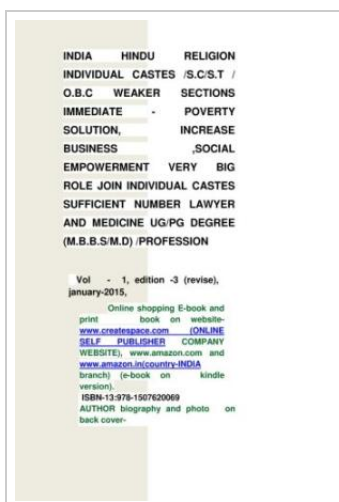 INDIA HINDU RELIGION
INDIVIDUAL CASTES /S.C/S.T /
O.B.C WEAKER SECTIONS
IMMEDIATE - POVERTY
SOLUTION, INCREASE
BUSINESS ,SOCIAL
EMPOWERMENT VERY BIG
ROLE JOIN INDIVIDUAL CASTES
SUFFICIENT NUMBER LAWYER
AND MEDICINE UG/PG DEGREE
(M.B.B.S/M.D) /PROFESSION
Vol - 1, edition -3 (revise),
january-2015,
Online shopping E-book and
print book on website-
www.createspace.com (ONLINE
SELF PUBLISHER COMPANY
WEBSITE), www.amazon.com and
www.amazon.in(country-INDIA
branch) (e-book on kindle
version).
ISBN-13:978-1507620069
AUTHOR biography and photo on
back cover-